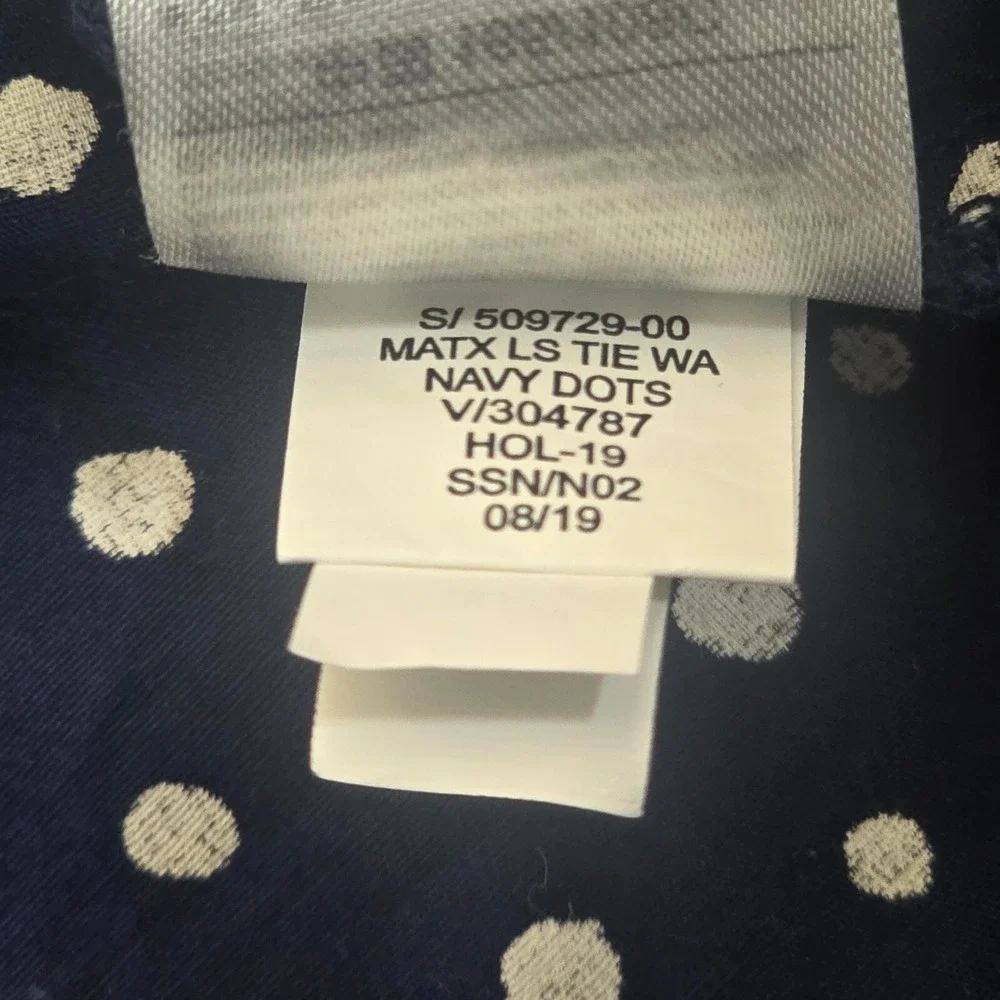 S/ 509729-00
MATX LS TIE WA
NAVY DOTS
V/304787
HOL-19
SSN/N02
08/19